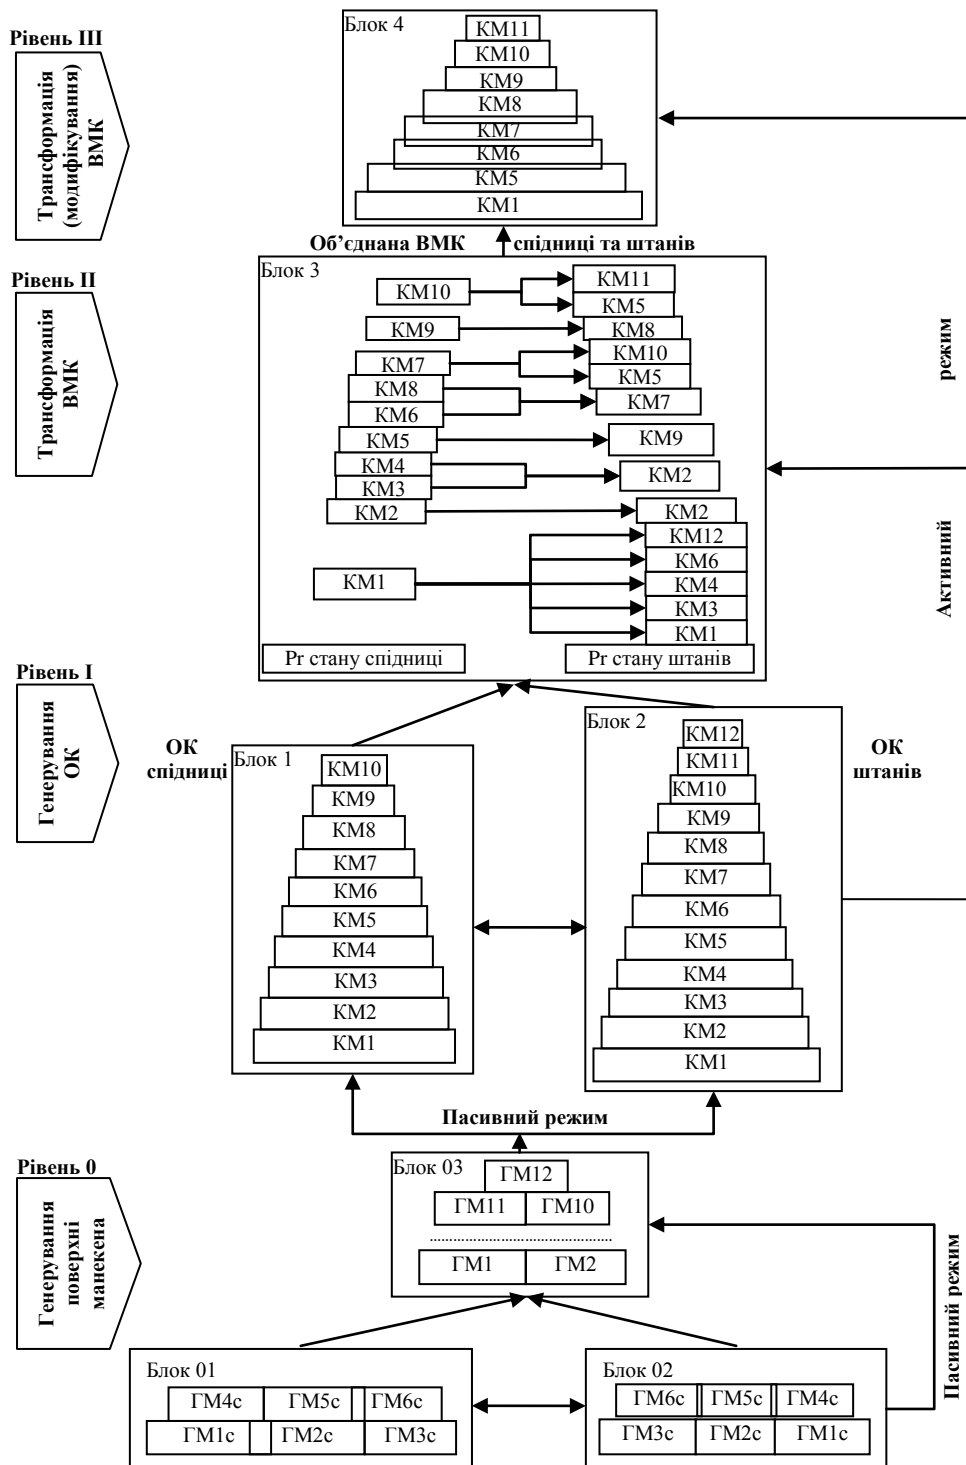 Блок 4
КМ11
КМ10
КМ9
КМ8
КМ7
КМ6
КМ5
КМ1
Рівень III
Трансформація
(модифікування)
ВМК
Об’єднана ВМК спідниці та штанів
Рівень II
Трансформація
ВМК
Блок 3
КМ10
КМ9
КМ7
КМ8
КМ6
КМ5
КМ4
КМ3
КМ2
КМ1
Pr стану спідниці
КМ11
КМ5
КМ8
КМ10
КМ5
КМ7
КМ9
КМ2
КМ2
КМ12
КМ6
КМ4
КМ3
КМ1
Pr стану штанів
Активний режим
Рівень I
Генерування
ОК
ОК
спідниці
Блок 1
КМ10
КМ9
КМ8
КМ7
КМ6
КМ5
КМ4
КМ3
КМ2
КМ1
Блок 2
КМ12
КМ11
КМ10
КМ9
КМ8
КМ7
КМ6
КМ5
КМ4
КМ3
КМ2
КМ1
ОК
штанів
Пасивний режим
Рівень 0
Генерування
поверхні
манекена
Блок 03
ГМ12
ГМ11 ГМ10
ГМ1 ГМ2
Пасивний режим
Блок 01
ГМ4с ГМ5с ГМ6с
ГМ1с ГМ2с ГМ3с
Блок 02
ГМ6с ГМ5с ГМ4с
ГМ3с ГМ2с ГМ1с